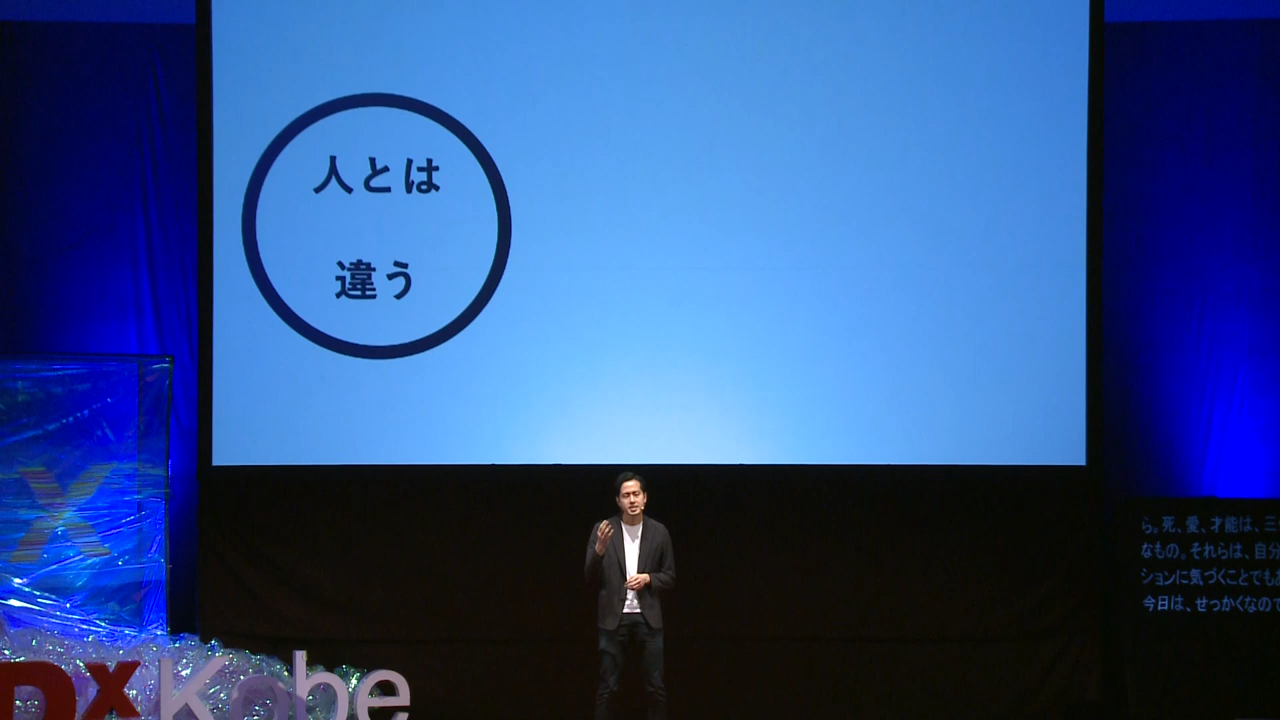 人とは
違う
ら。死、愛、才能は、三
なもの。それらは、自分
ションに気づくことでも
今日は、せっかくなので
X
Dx Kobe